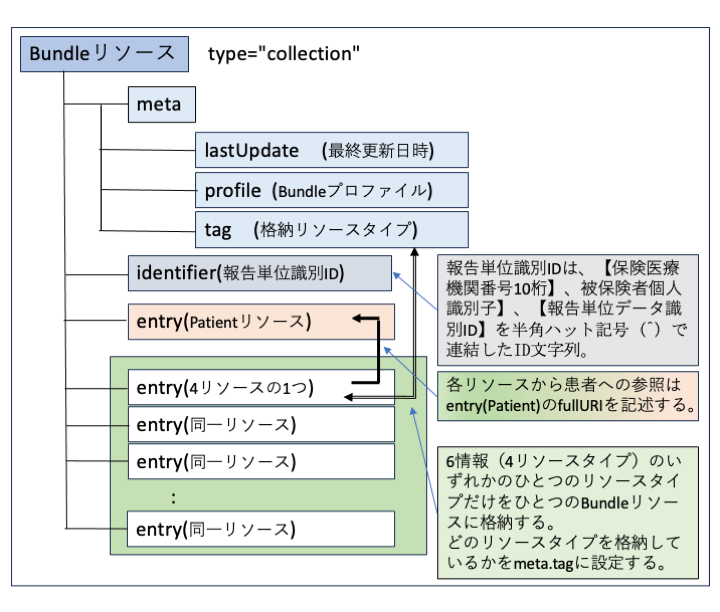 Bundleリソース type="collection"
meta
lastUpdate (最終更新日時)
profile (Bundleプロファイル)
tag (格納リソースタイプ)
identifier(報告単位識別ID)
entry(Patientリソース)
entry(4リソースの1つ)
entry(同一リソース)
entry(同一リソース)
:
entry(同一リソース)
報告単位識別IDは、【保険医療
機関番号10桁】、被保険者個人
識別子】、【報告単位データ識
別ID】を半角ハット記号（^）で
連結したID文字列。
各リソースから患者への参照は
entry(Patient)のfullURIを記述する。
6情報（4リソースタイプ）のい
ずれかのひとつのリソースタイ
プだけをひとつのBundleリソー
スに格納する。
どのリソースタイプを格納して
いるかをmeta.tagに設定する。